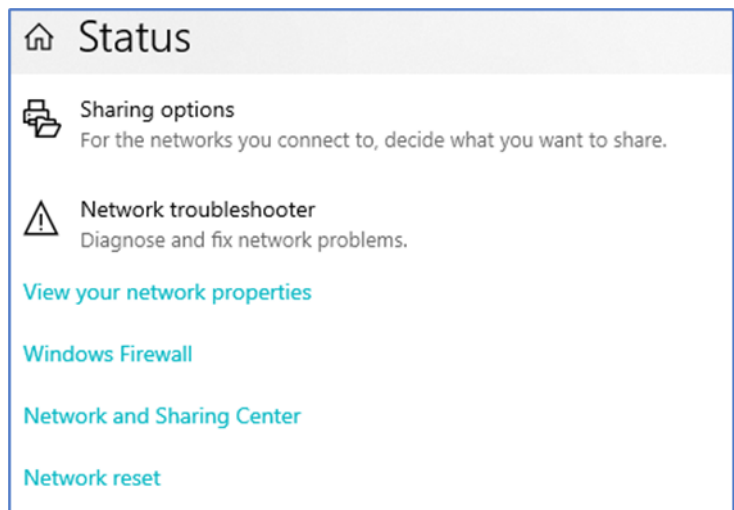 Status
Sharing options
For the networks you connect to, decide what you want to share.
Network troubleshooter
Diagnose and fix network problems.
View your network properties
Windows Firewall
Network and Sharing Center
Network reset